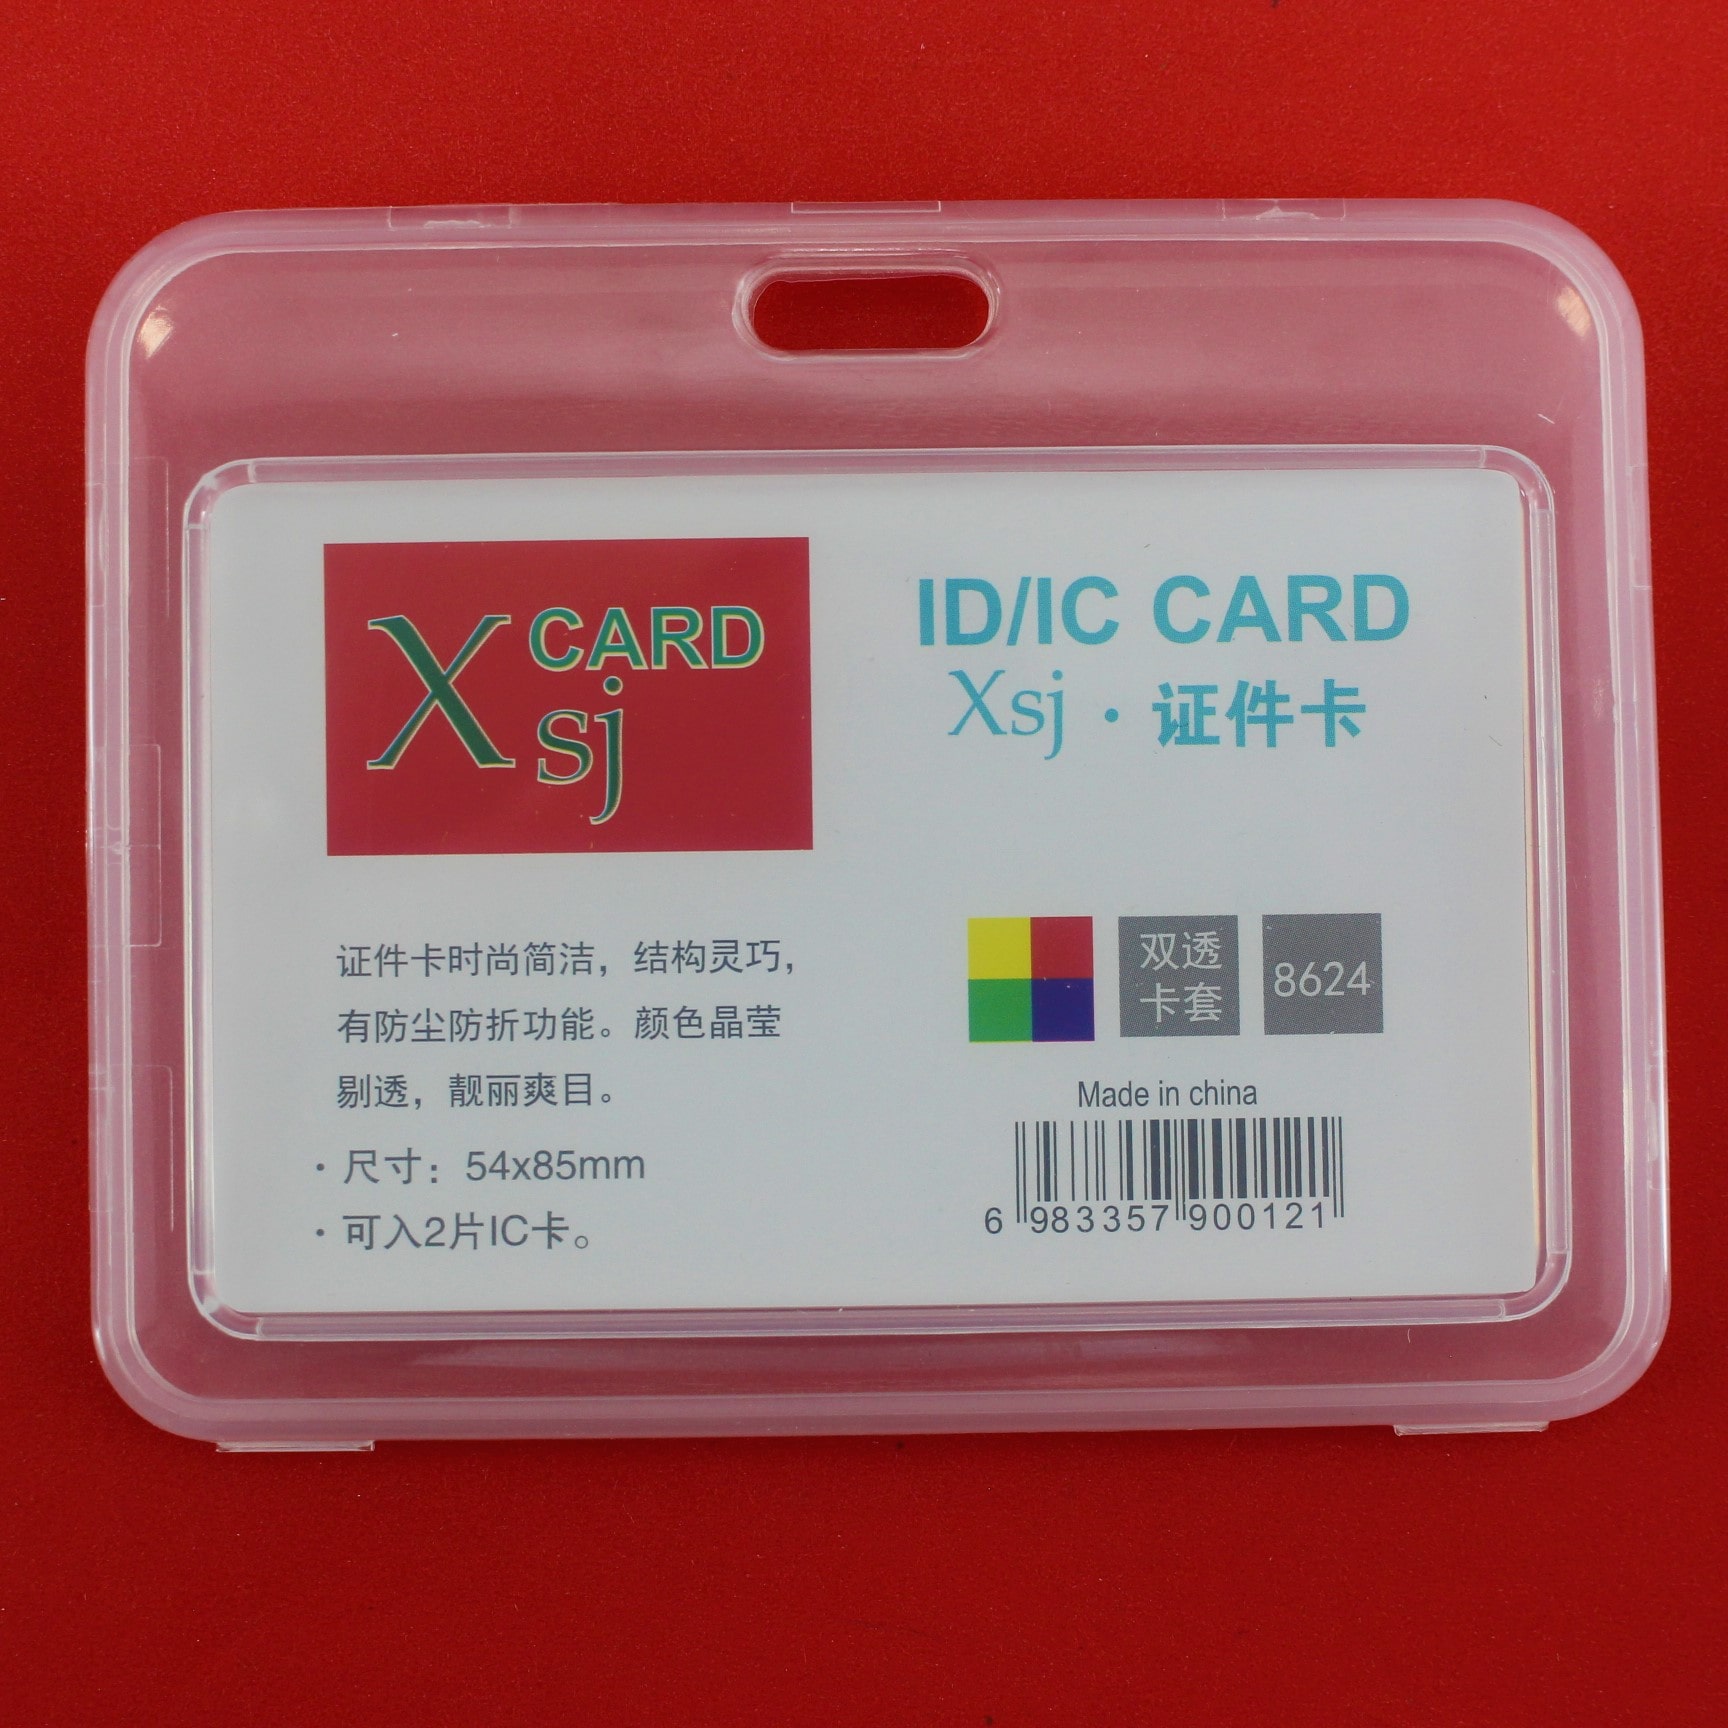 X CARD
sj
ID/IC CARD
Xsj · 证件卡
证件卡时尚简洁，结构灵巧，
有防尘防折功能。颜色晶莹
剔透，靓丽爽目。
· 尺寸：54x85mm
· 可入2片IC卡。
双透
卡套
8624
Made in china
6 983357 900121